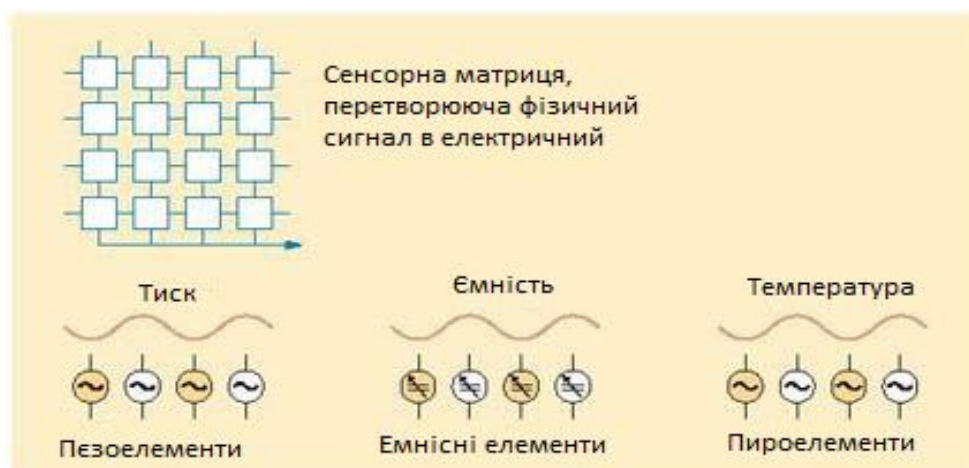 Сенсорна матриця,
перетворююча фізичний
сигнал в електричний
Тиск
Ємність
Температура
Пєзоелементи
Емнісні елементи
Пироелементи